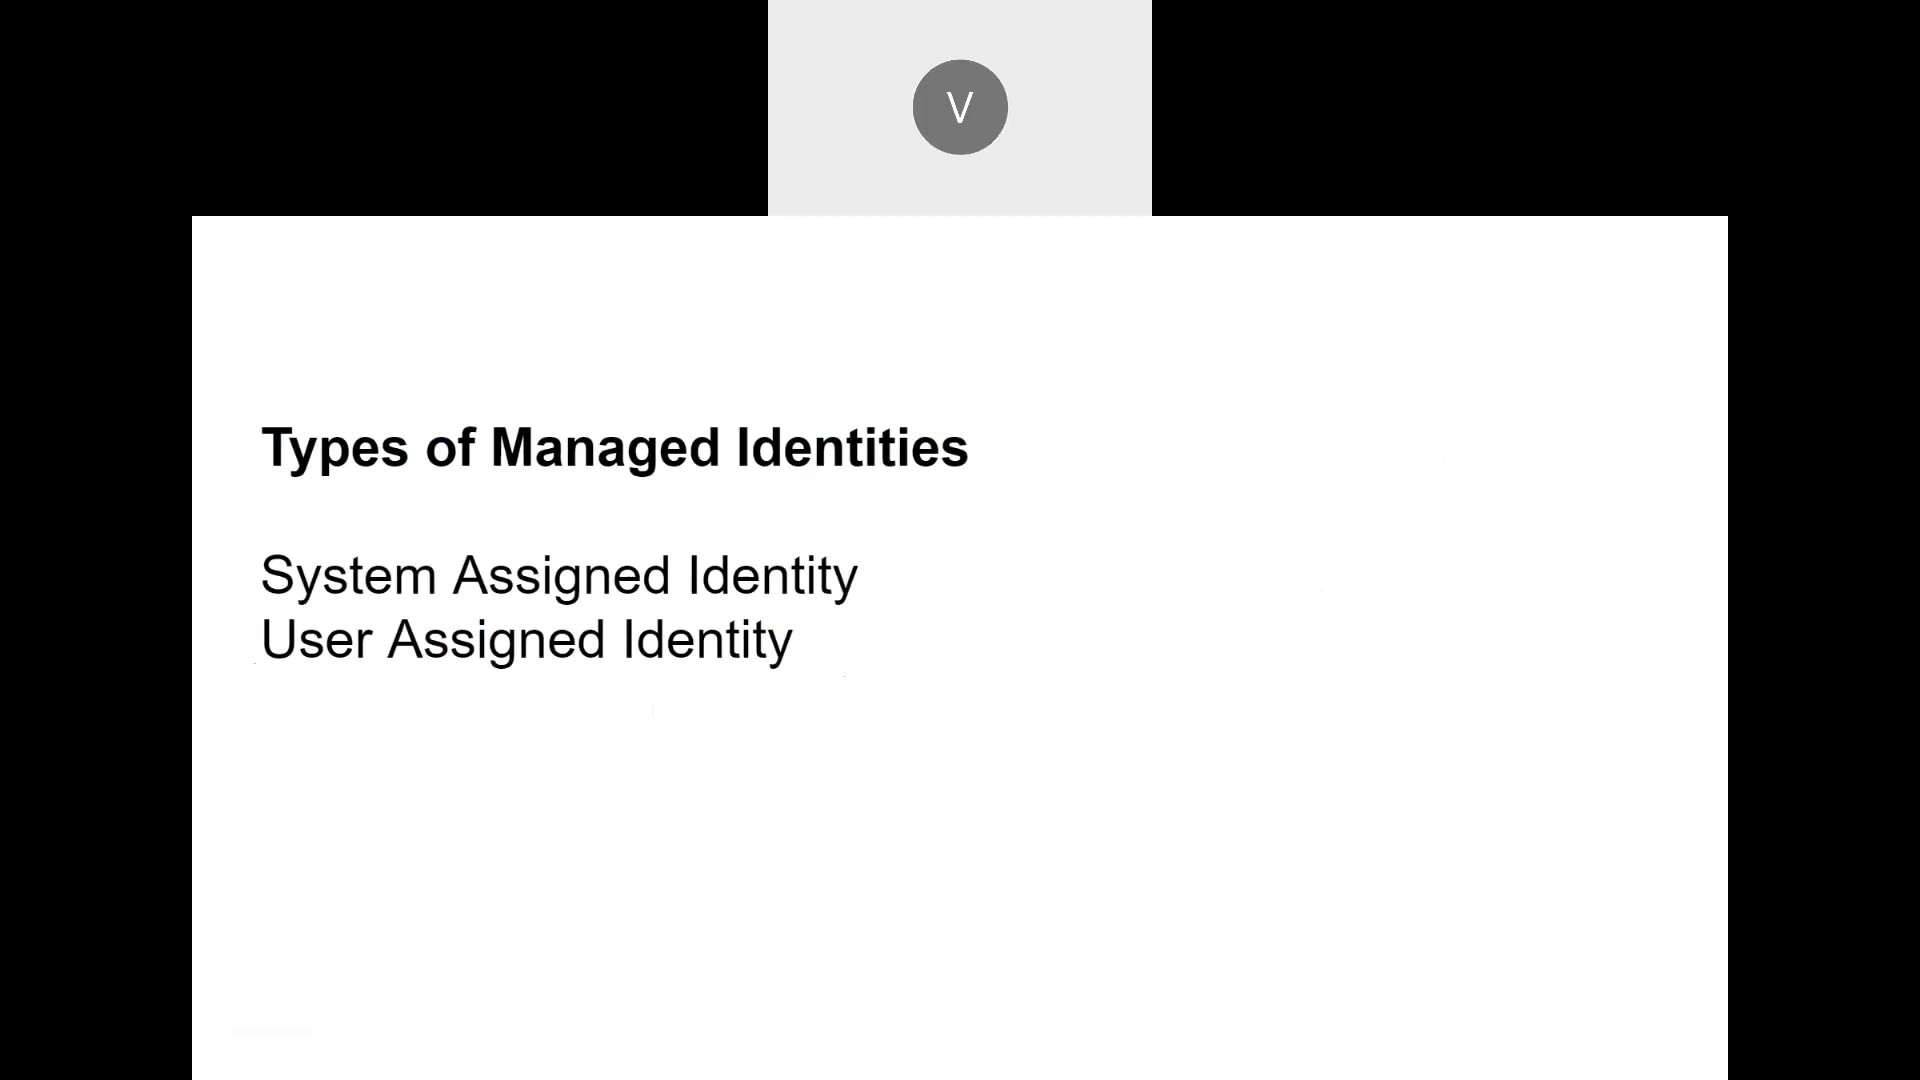 V
Types of Managed Identities
System Assigned Identity
User Assigned Identity